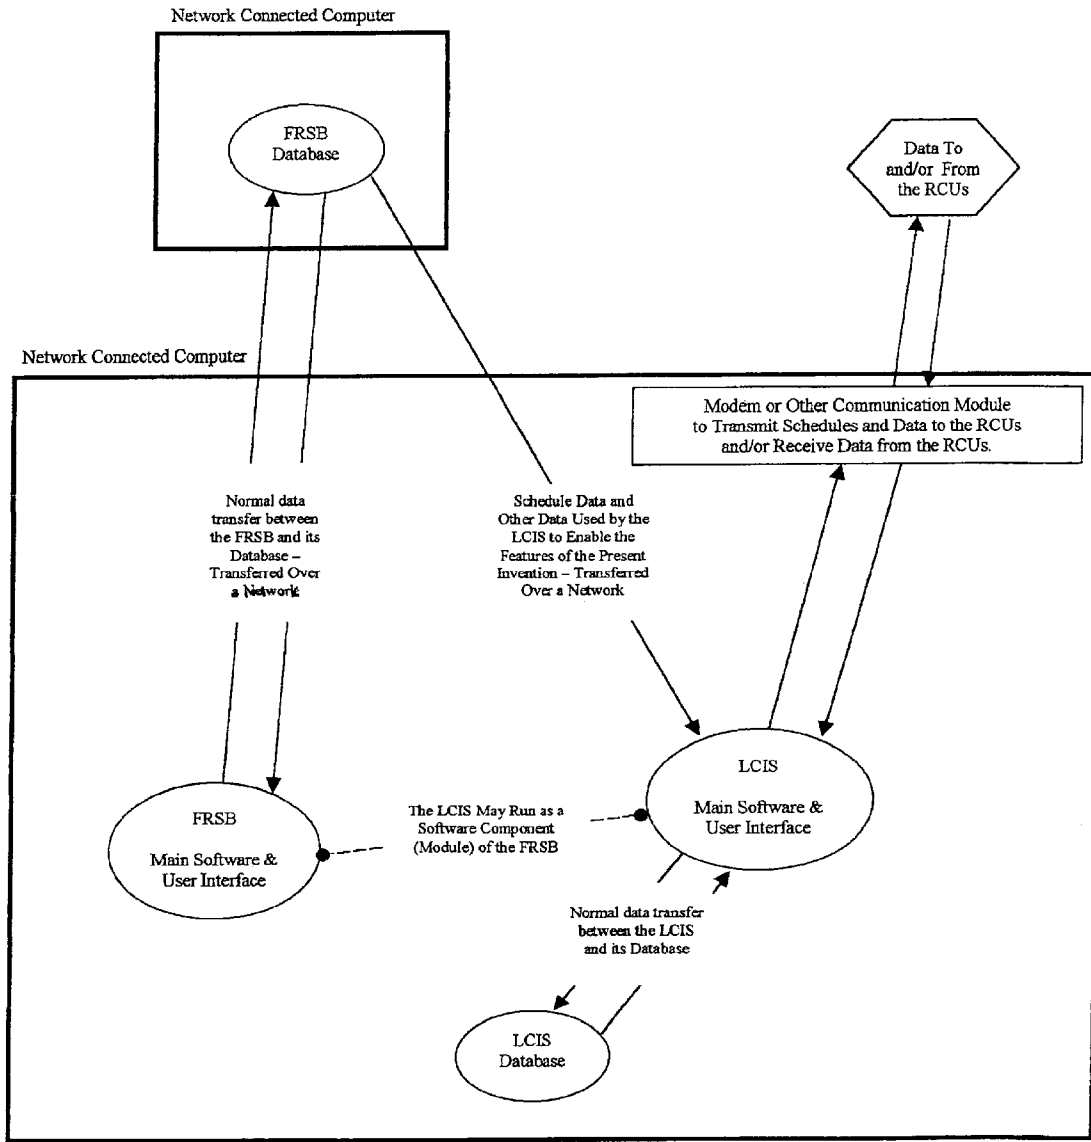 Network Connected Computer
FRSB
Database
Data To
and/or From
the RCUs
Network Connected Computer
Modem or Other Communication Module
to Transmit Schedules and Data to the RCUs
and/or Receive Data from the RCUs.
Normal data
transfer between
the FRSB and its
Database –
Transferred Over
a Network
Schedule Data and
Other Data Used by the
LCIS to Enable the
Features of the Present
Invention – Transferred
Over a Network
LCIS
Main Software &
User Interface
FRSB
Main Software &
User Interface
The LCIS May Run as a
Software Component
(Module) of the FRSB
Normal data transfer
between the LCIS
and its Database
LCIS
Database